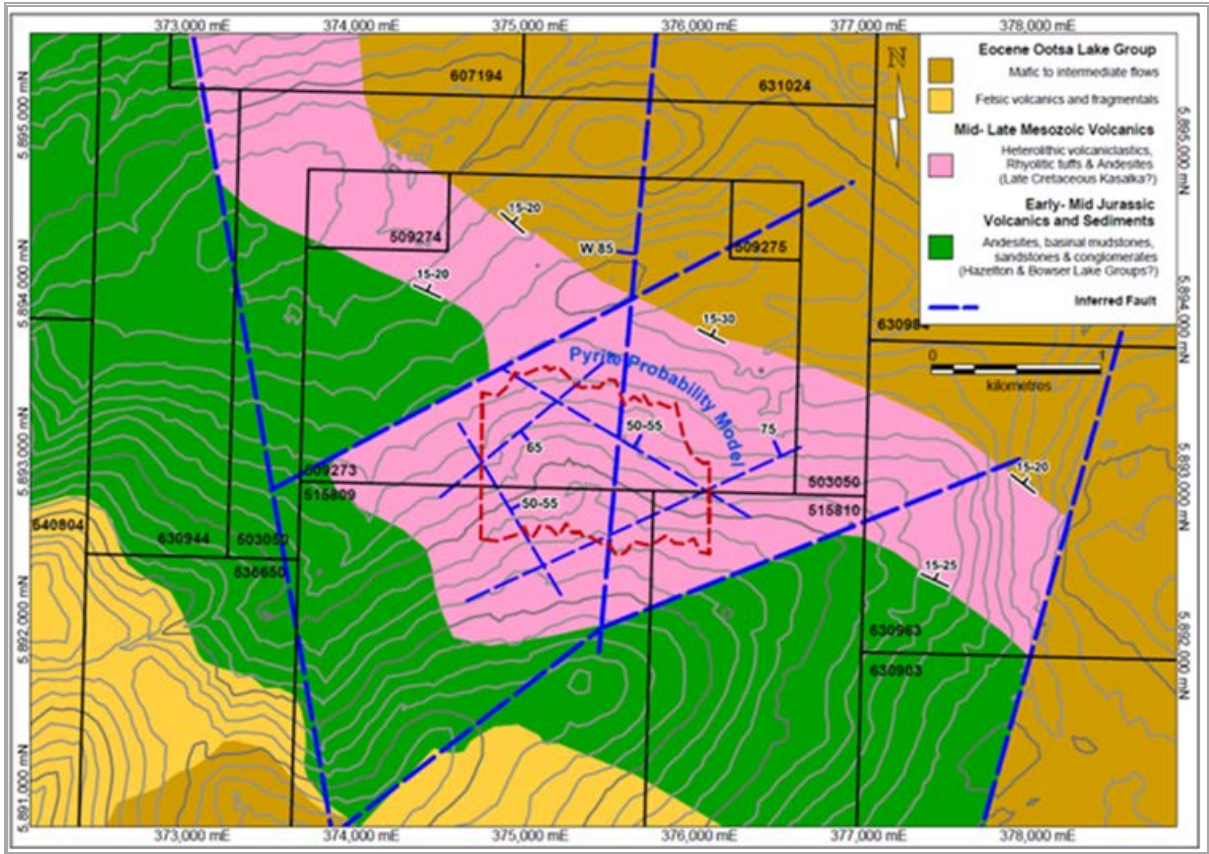 373,000 mE 374,000 mE 375,000 mE 376,000 mE 377,000 mE 378,000 mE
607194
631024
N
Eocene Ootsa Lake Group
Mafic to intermediate flows
Felsic volcanics and fragmentals
Mid- Late Mesozoic Volcanics
Heterolithic volcaniclastics,
Rhyolitic tuffs & Andesites
(Late Cretaceous Kasalka?)
Early- Mid Jurassic
Volcanics and Sediments
Andesites, basinal mudstones,
sandstones & conglomerates
(Hazelton & Bowser Lake Groups?)
Inferred Fault
5,895,000 mN
5,895,000 mN
15-20
509274
W 85
509275
15-20
5,894,000 mN
5,894,000 mN
15-30
630984
0 1
kilometres
Pyrite Probability Model
50-55
75
65
5,893,000 mN
5,893,000 mN
509273
503050
15-20
515809
515810
50-55
540804
630944
503050
535650
15-25
5,892,000 mN
5,892,000 mN
630963
630903
5,891,000 mN
5,891,000 mN
373,000 mE 374,000 mE 375,000 mE 376,000 mE 377,000 mE 378,000 mE